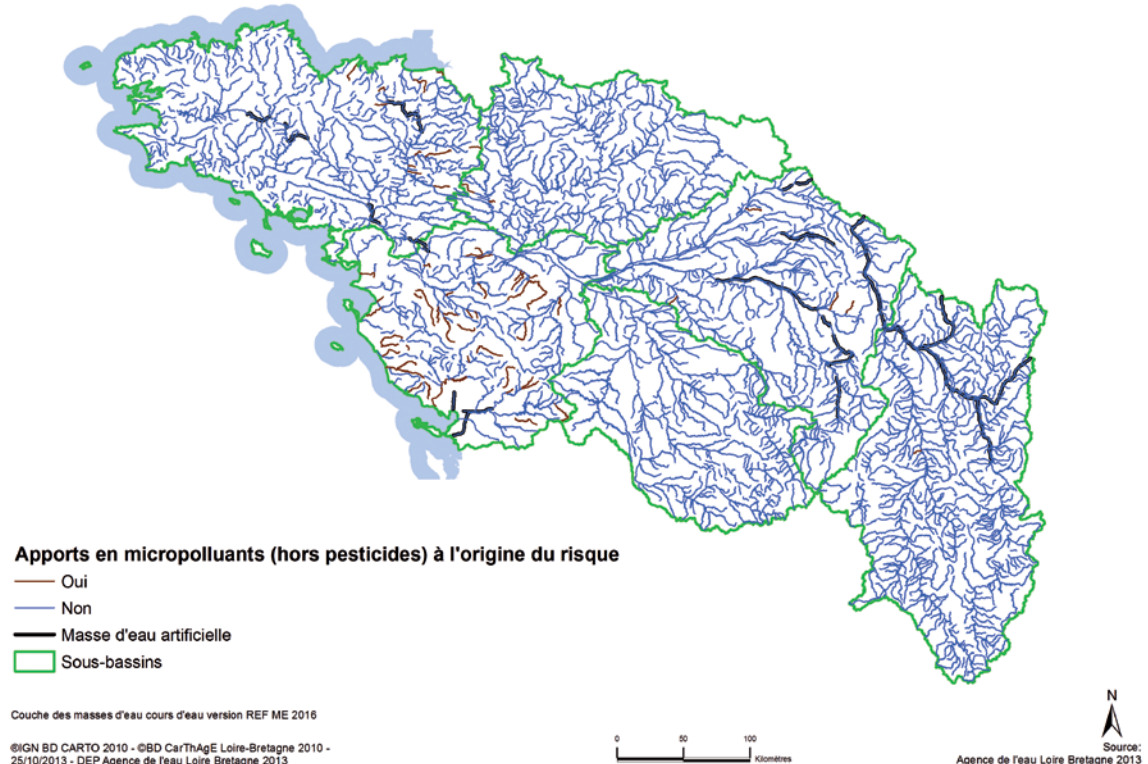 Apports en micropolluants (hors pesticides) à l'origine du risque
Oui
Non
Masse d'eau artificielle
Sous-bassins
Couche des masses d'eau cours d'eau version REF ME 2016
©IGN BD CARTO 2010 - ©BD CarThAgE Loire-Bretagne 2010 -
25/10/2013 - DEP Agence de l'eau Loire Bretagne 2013
0 50 100
Kilomètres
N
Source:
Agence de l'eau Loire Bretagne 2013